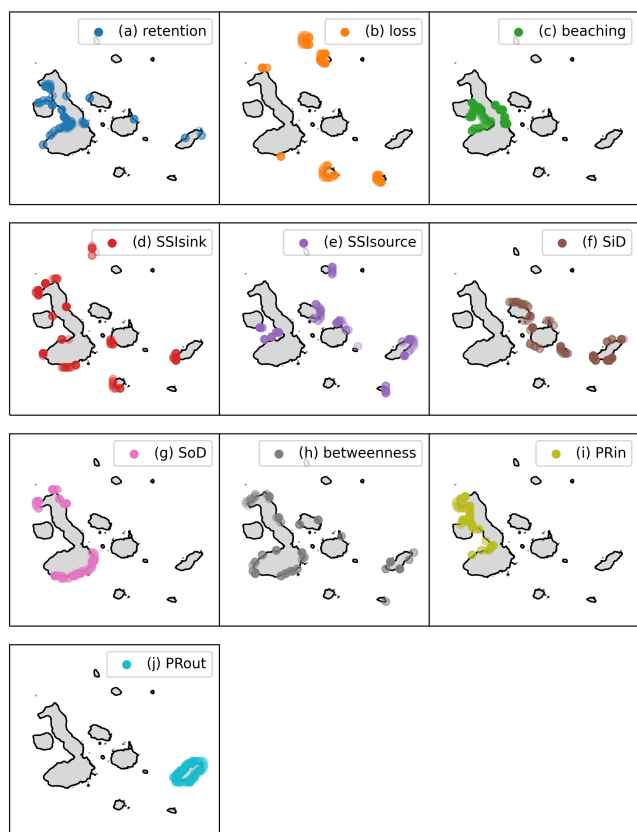 (a) retention
(b) loss
(c) beaching
(d) SSIsink
(e) SSIsource
(f) SiD
(g) SoD
(h) betweenness
(i) PRin
(j) PRout